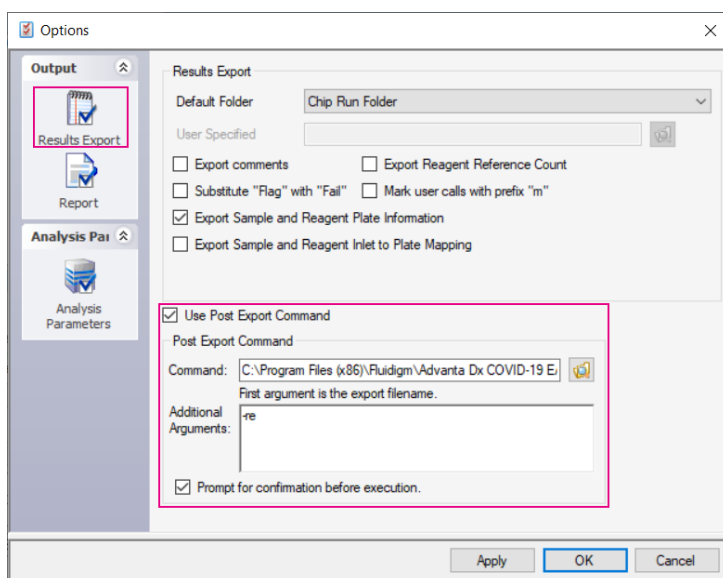 Options
Output
Results Export
Report
Analysis Par
Analysis
Parameters
Results Export
Default Folder Chip Run Folder
User Specified
Export comments Export Reagent Reference Count
Substitute "Flag" with "Fail" Mark user calls with prefix "m"
Export Sample and Reagent Plate Information
Export Sample and Reagent Inlet to Plate Mapping
Use Post Export Command
Post Export Command
Command: C:\Program Files (x86)\Fluidigm\Advanta Dx COVID-19 E
First argument is the export filename.
Additional
Arguments:
-re
Prompt for confirmation before execution.
Apply OK Cancel